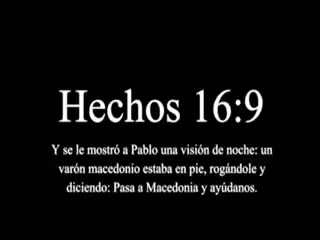 Hechos 16:9
Y se le mostró a Pablo una visión de noche: un
varón macedonio estaba en pie, rogándole y
diciendo: Pasa a Macedonia y ayúdanos.